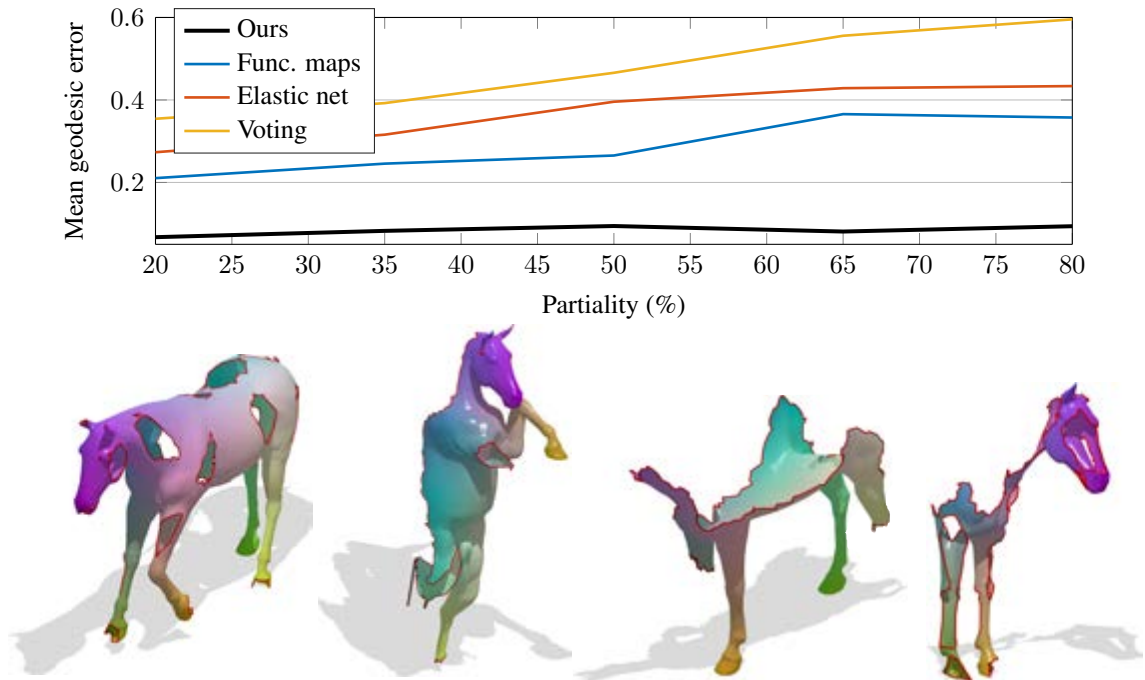 0.6
0.4
0.2
Mean geodesic error
Ours
Func. maps
Elastic net
Voting
20 25 30 35 40 45 50 55 60 65 70 75 80
Partiality (%)